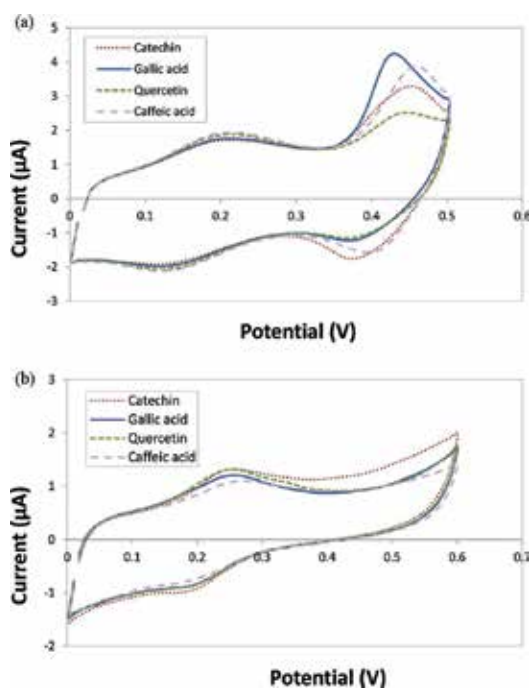 (a)
5
4
3
2
1
0
-1
-2
-3
Catechin
Gallic acid
Quercetin
Caffeic acid
0 0.1 0.2 0.3 0.4 0.5 0.6
Current (µA)
Potential (V)
(b)
3
2
1
0
-1
-2
Catechin
Gallic acid
Quercetin
Caffeic acid
0 0.1 0.2 0.3 0.4 0.5 0.6 0.7
Current (µA)
Potential (V)